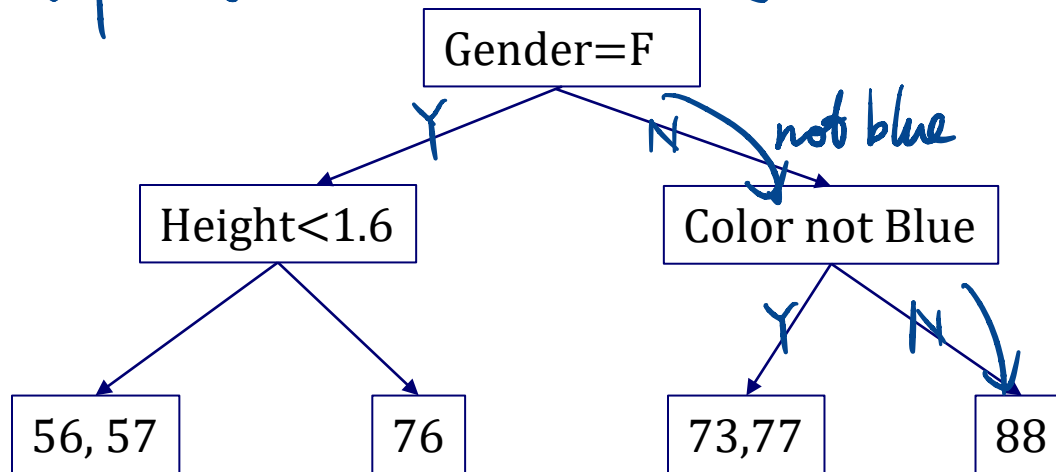 Gender=F
Y
N
not blue
Height<1.6
Color not Blue
Y
N
56, 57
76
73,77
88